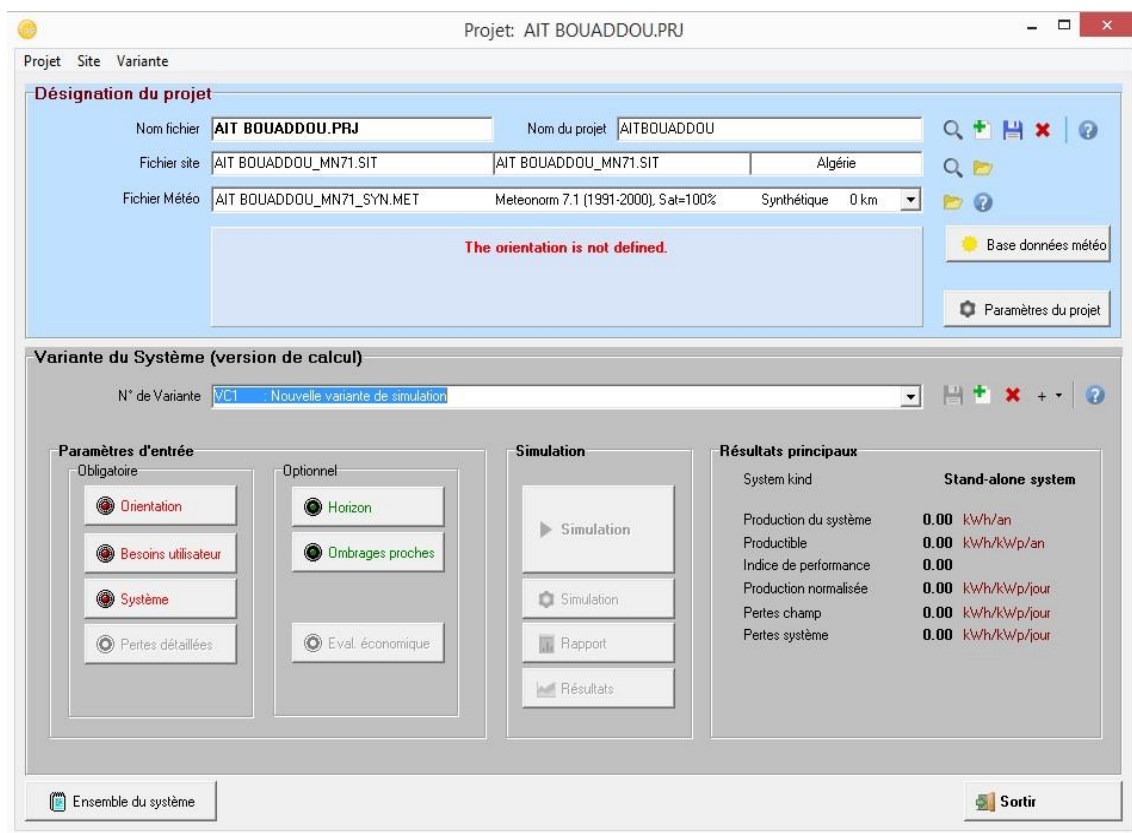 Projet: AIT BOUADDOU.PRJ
Projet Site Variante
Désignation du projet
Nom fichier AIT BOUADDOU.PRJ Nom du projet AITBOUADDOU
Fichier site AIT BOUADDOU_MN71.SIT AIT BOUADDOU_MN71.SIT Algérie
Fichier Météo AIT BOUADDOU_MN71_SYN.MET Meteonorm 7.1 (1991-2000), Sat=100% Synthétique 0 km
The orientation is not defined.
Base données météo
Paramètres du projet
Variante du Système (version de calcul)
N° de Variante VC1 : Nouvelle variante de simulation
Paramètres d'entrée
Obligatoire
Orientation
Besoins utilisateur
Système
Pertes détaillées
Optionnel
Horizon
Ombrages proches
Eval. économique
Simulation
Simulation
Simulation
Rapport
Résultats
Résultats principaux
System kind Stand-alone system
Production du système 0.00 kWh/an
Productible 0.00 kWh/kWp/an
Indice de performance 0.00
Production normalisée 0.00 kWh/kWp/jour
Pertes champ 0.00 kWh/kWp/jour
Pertes système 0.00 kWh/kWp/jour
Ensemble du système
Sortir